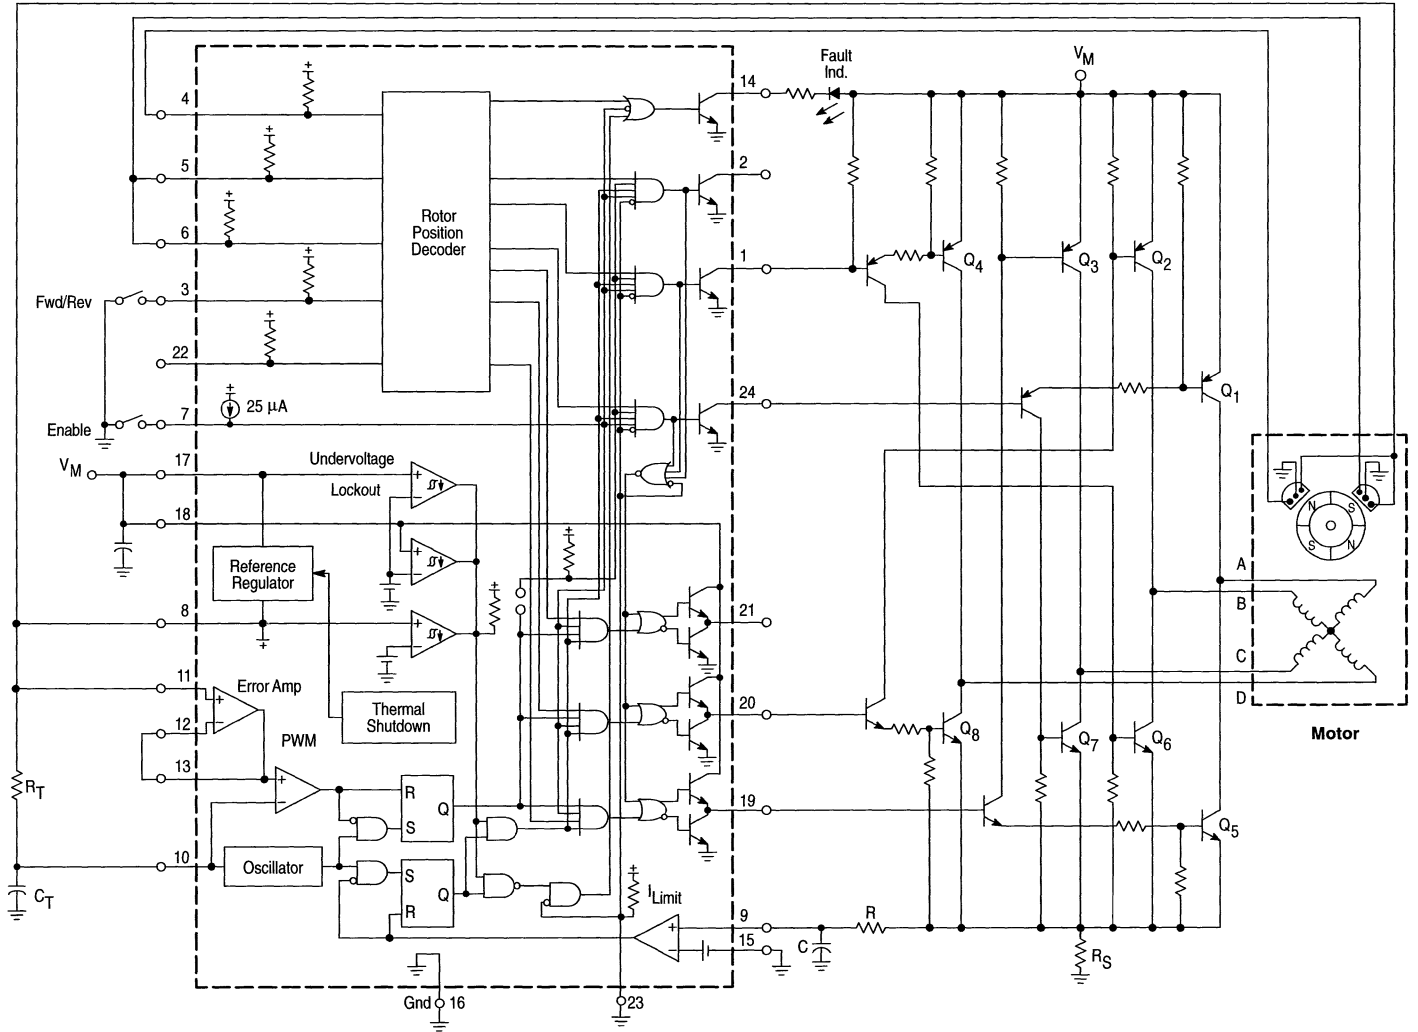 4
5
6
Fwd/Rev
3
22
Enable
7
25 μA
VM
17
18
8
11
12
13
RT
10
CT
Rotor
Position
Decoder
Undervoltage
Lockout
Reference
Regulator
Thermal
Shutdown
Error Amp
PWM
Oscillator
R
S
Q
S
R
Q
ILimit
Gnd
16
23
14
2
1
24
21
20
19
9
15
Fault
Ind.
VM
Q4
Q3
Q2
Q1
Q8
Q7
Q6
Q5
C
R
RS
A
B
C
D
N
S
S
N
Motor